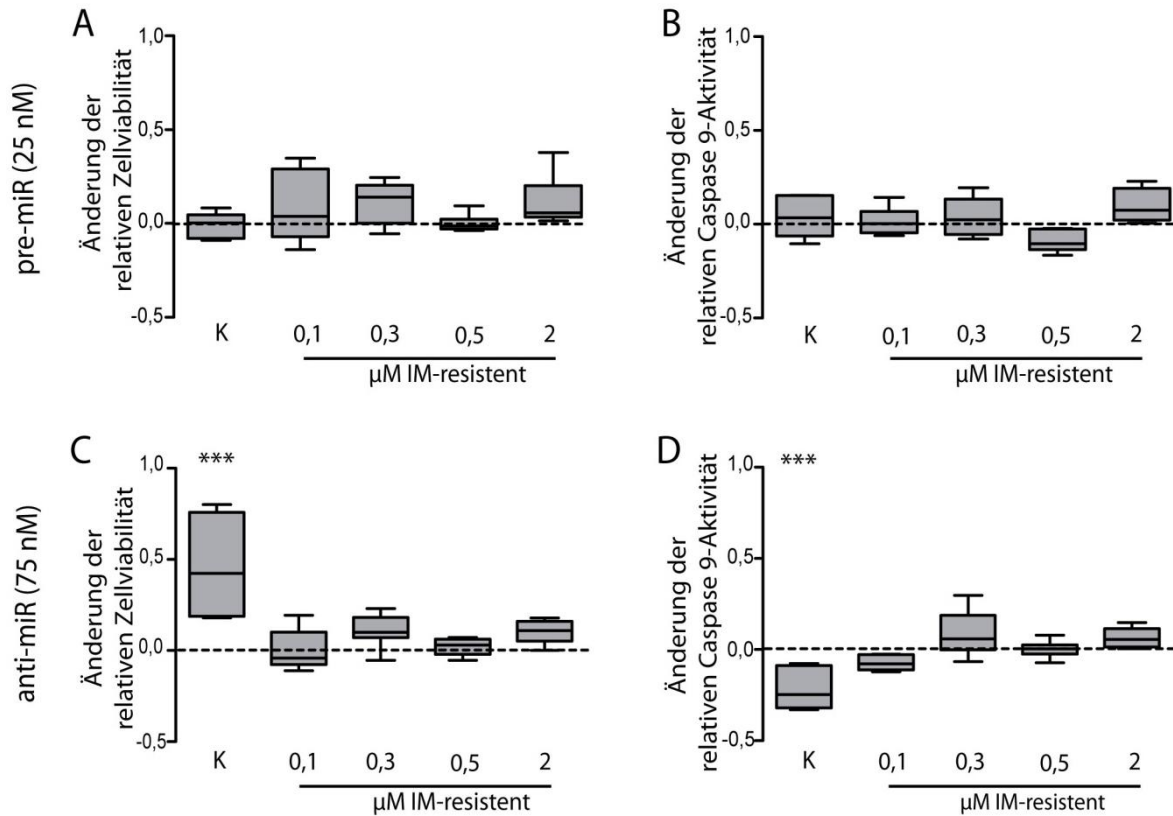 pre-miR (25 nM)
A
Änderung der
relativen Zellviabilität
1,0
0,5
0,0
-0,5
K
0,1
0,3
0,5
2
µM IM-resistent
B
Änderung der
relativen Caspase 9-Aktivität
1,0
0,5
0,0
-0,5
K
0,1
0,3
0,5
2
µM IM-resistent
anti-miR (75 nM)
C
Änderung der
relativen Zellviabilität
1,0
0,5
0,0
-0,5
***
K
0,1
0,3
0,5
2
µM IM-resistent
D
Änderung der
relativen Caspase 9-Aktivität
1,0
0,5
0,0
-0,5
***
K
0,1
0,3
0,5
2
µM IM-resistent